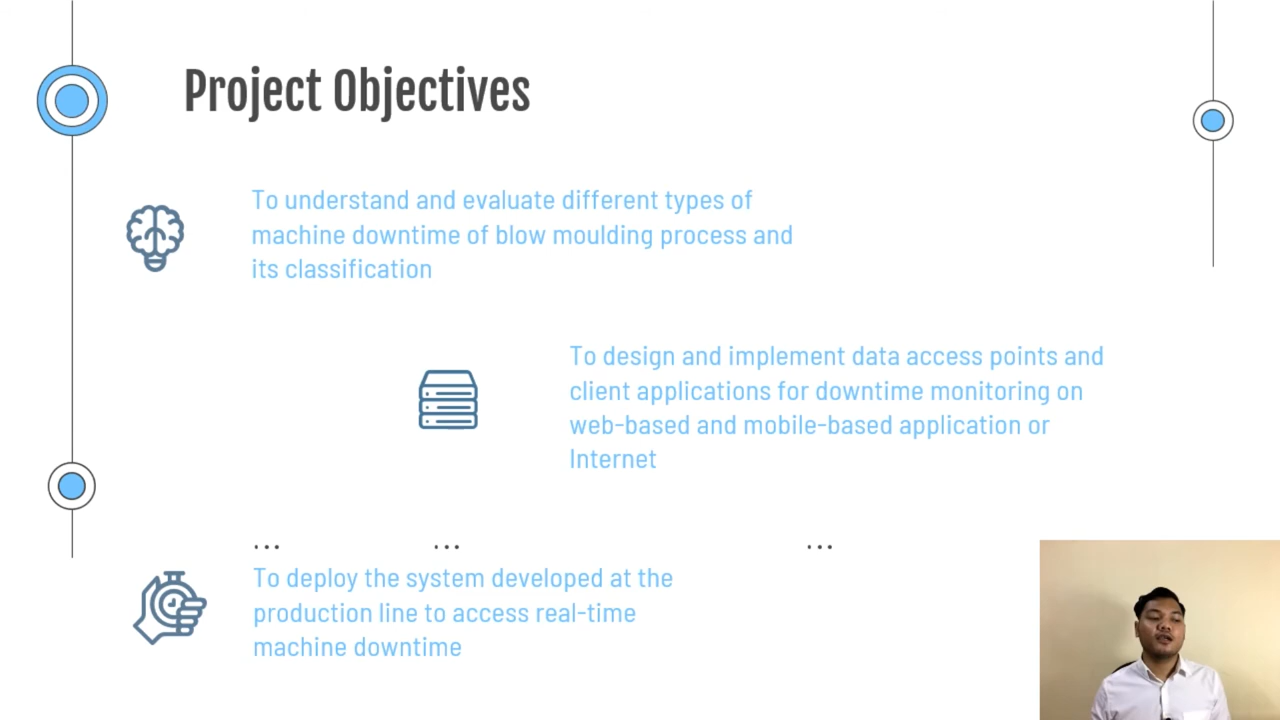 Project Objectives
To understand and evaluate different types of
machine downtime of blow moulding process and
its classification
To design and implement data access points and
client applications for downtime monitoring on
web-based and mobile-based application or
Internet
... ... ...
To deploy the system developed at the
production line to access real-time
machine downtime